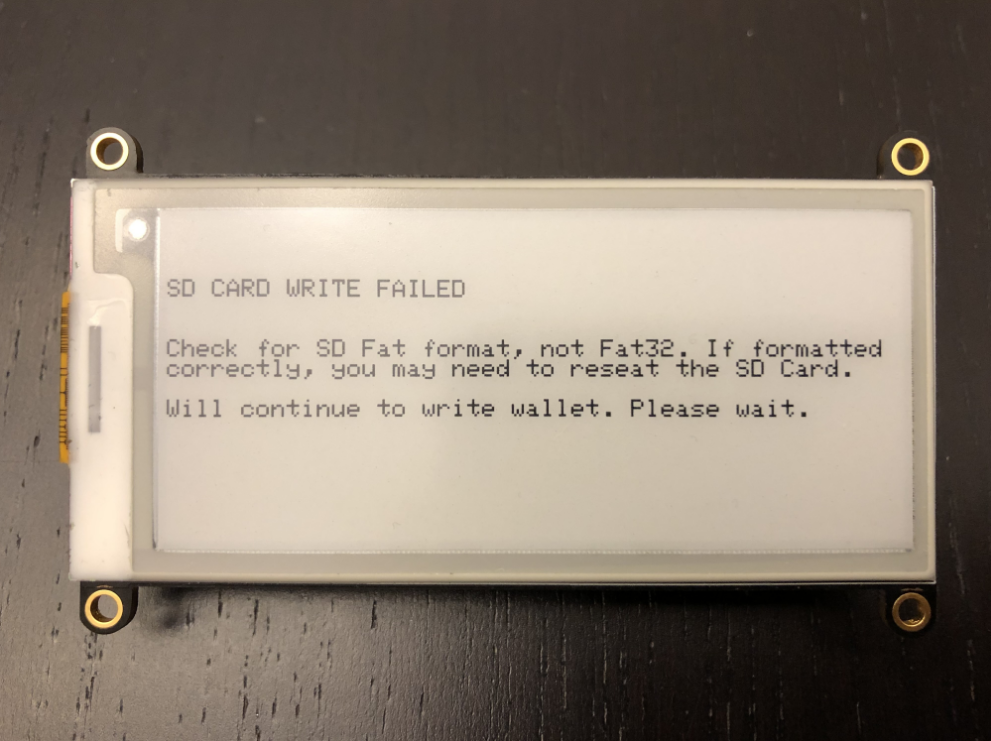 SD CARD WRITE FAILED
Check for SD Fat format, not Fat32. If formatted
correctly, you may need to reseat the SD Card.
Will continue to write wallet. Please wait.